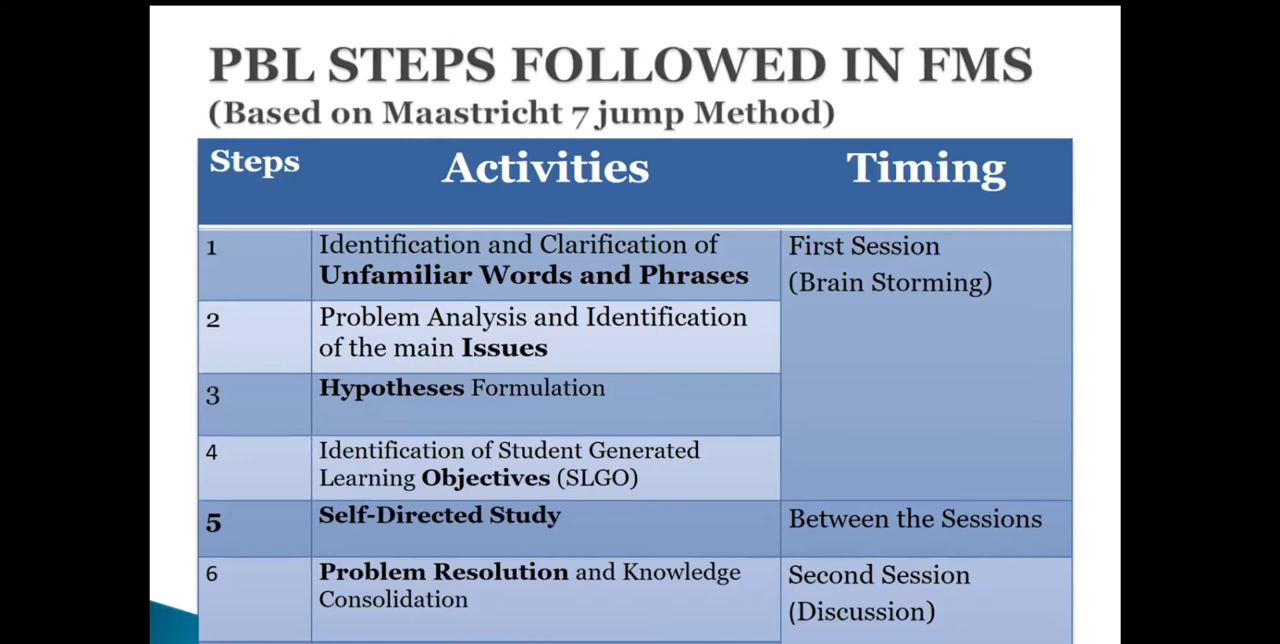 PBL STEPS FOLLOWED IN FMS
(Based on Maastricht 7 jump Method)
Steps Activities Timing
1 Identification and Clarification of First Session
Unfamiliar Words and Phrases (Brain Storming)
2 Problem Analysis and Identification
of the main Issues
3 Hypotheses Formulation
4 Identification of Student Generated
Learning Objectives (SLGO)
5 Self-Directed Study Between the Sessions
6 Problem Resolution and Knowledge Second Session
Consolidation (Discussion)